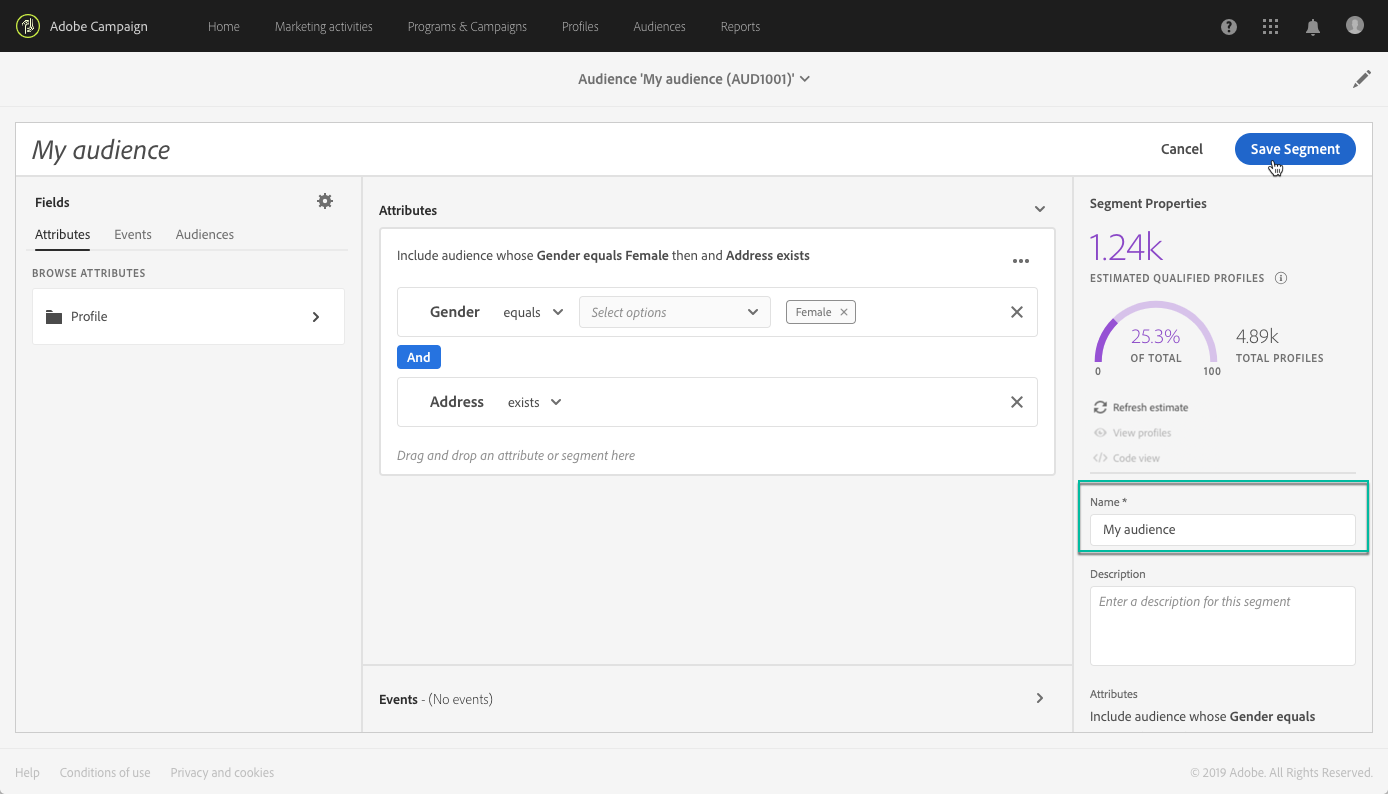 Adobe Campaign
Home
Marketing activities
Programs & Campaigns
Profiles
Audiences
Reports
Audience 'My audience (AUD1001)'
My audience
Cancel
Save Segment
Fields
Attributes
Events
Audiences
BROWSE ATTRIBUTES
Profile
Attributes
Include audience whose Gender equals Female then and Address exists
Gender
equals
Select options
Female
And
Address
exists
Drag and drop an attribute or segment here
Events - (No events)
Segment Properties
1.24k
ESTIMATED QUALIFIED PROFILES
25.3%
OF TOTAL
0
100
4.89k
TOTAL PROFILES
Refresh estimate
View profiles
Code view
Name *
My audience
Description
Enter a description for this segment
Attributes
Include audience whose Gender equals
Help
Conditions of use
Privacy and cookies
© 2019 Adobe. All Rights Reserved.